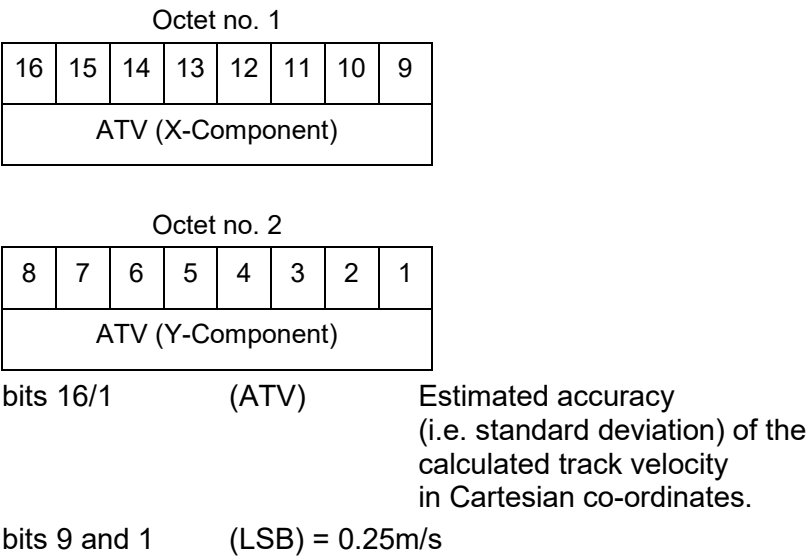 Octet no. 1
16 15 14 13 12 11 10 9
ATV (X-Component)
Octet no. 2
8 7 6 5 4 3 2 1
ATV (Y-Component)
bits 16/1 (ATV) Estimated accuracy
(i.e. standard deviation) of the
calculated track velocity
in Cartesian co-ordinates.
bits 9 and 1 (LSB) = 0.25m/s